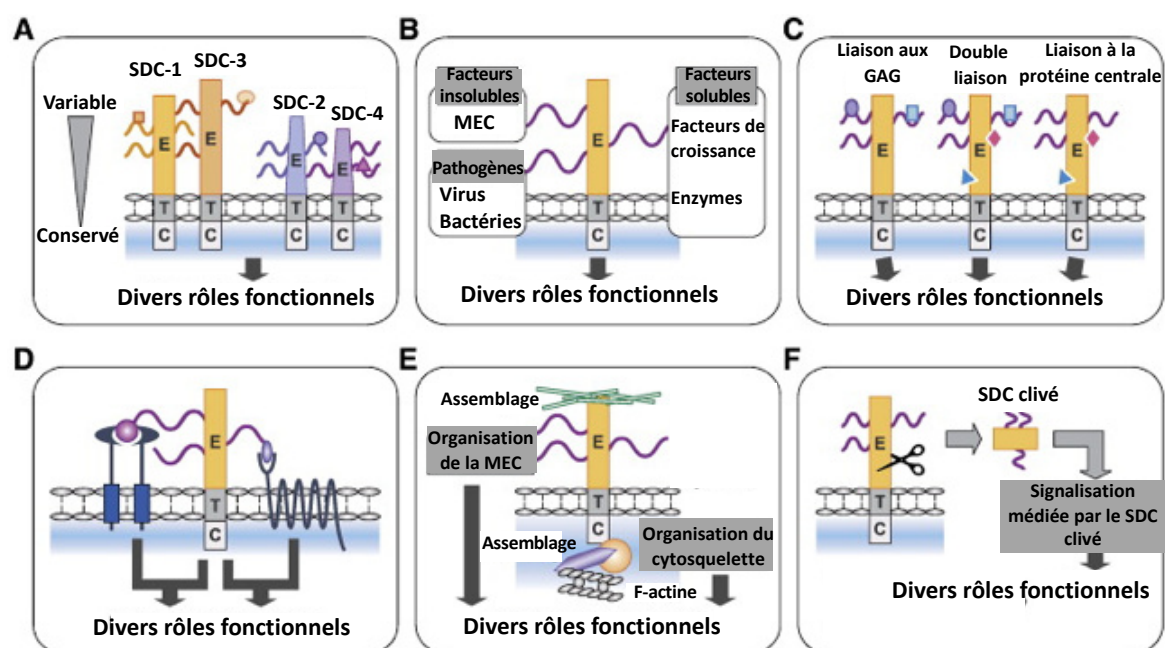 A
SDC-1
SDC-3
SDC-2
SDC-4
Variable
Conservé
E
E
E
E
T
T
T
T
C
C
C
C
Divers rôles fonctionnels
B
Facteurs
insolubles
MEC
Pathogènes
Virus
Bactéries
E
T
C
Facteurs
solubles
Facteurs de
croissance
Enzymes
Divers rôles fonctionnels
C
Liaison aux
GAG
Double
liaison
Liaison à la
protéine centrale
E
E
E
T
T
T
C
C
C
Divers rôles fonctionnels
D
E
T
C
Divers rôles fonctionnels
E
Assemblage
Organisation
de la MEC
E
T
C
Assemblage
Organisation du
cytosquelette
F-actine
Divers rôles fonctionnels
F
SDC clivé
E
T
C
Signalisation
médiée par le SDC
clivé
Divers rôles fonctionnels